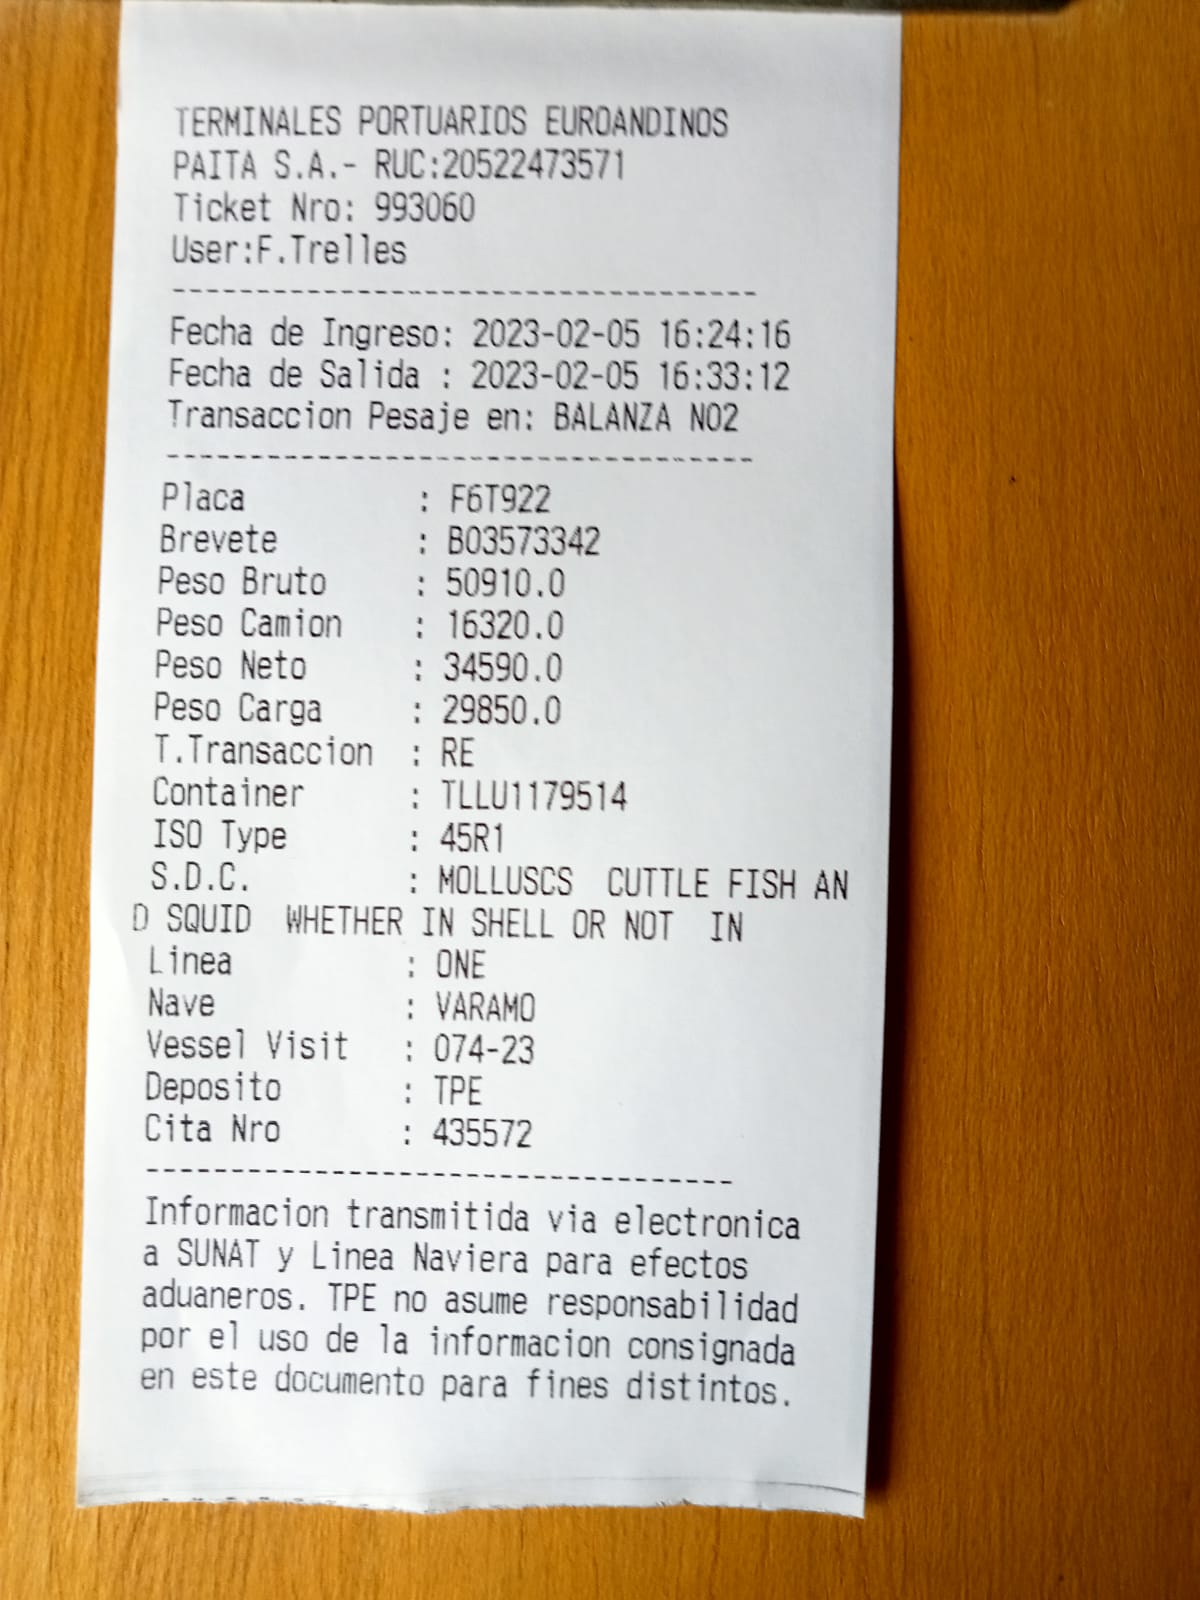 TERMINALES PORTUARIOS EUROANDINOS
PAITA S.A.- RUC:20522473571
Ticket Nro: 993060
User:F.Trelles
-----------------------------------
Fecha de Ingreso: 2023-02-05 16:24:16
Fecha de Salida : 2023-02-05 16:33:12
Transaccion Pesaje en: BALANZA NO2
-----------------------------------
Placa : F6T922
Brevete : B03573342
Peso Bruto : 50910.0
Peso Camion : 16320.0
Peso Neto : 34590.0
Peso Carga : 29850.0
T.Transaccion : RE
Container : TLLU1179514
ISO Type : 45R1
S.D.C. : MOLLUSCS CUTTLE FISH AN
D SQUID WHETHER IN SHELL OR NOT IN
Linea : ONE
Nave : VARAMO
Vessel Visit : 074-23
Deposito : TPE
Cita Nro : 435572
-----------------------------------
Informacion transmitida via electronica
a SUNAT y Linea Naviera para efectos
aduaneros. TPE no asume responsabilidad
por el uso de la informacion consignada
en este documento para fines distintos.